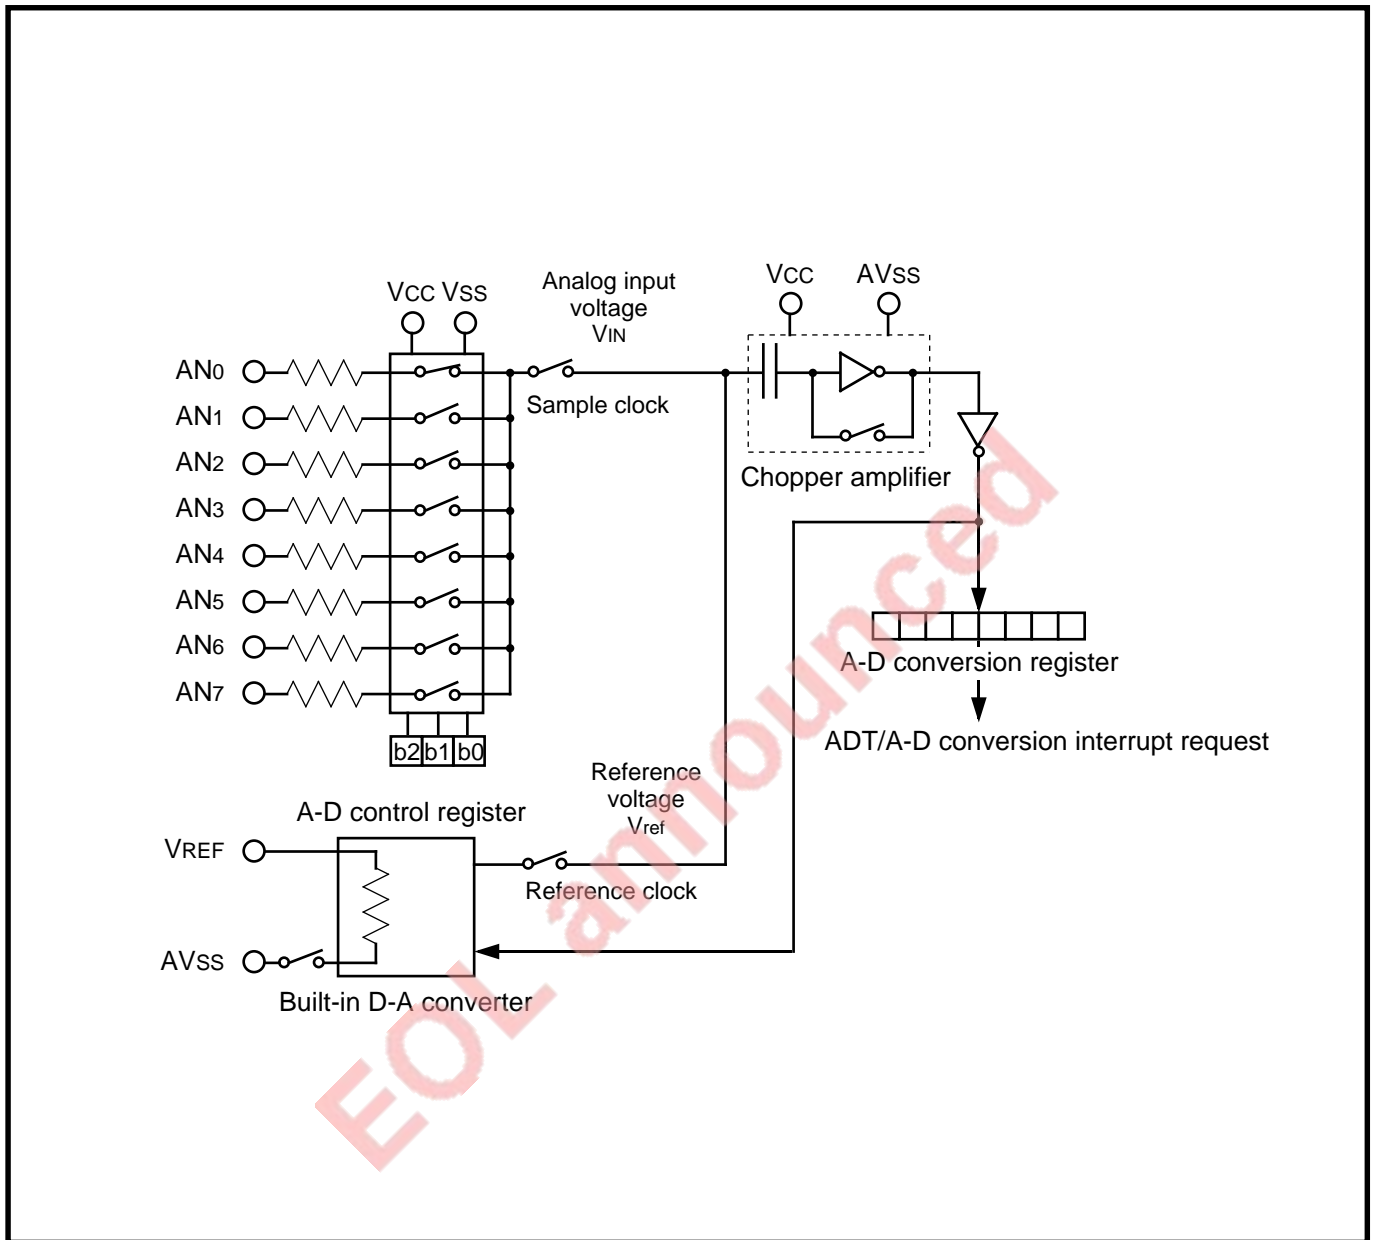 VCC VSS
Analog input
voltage
VIN
VCC
AVSS
AN0
AN1
AN2
AN3
AN4
AN5
AN6
AN7
Sample clock
Chopper amplifier
A-D conversion register
ADT/A-D conversion interrupt request
b2 b1 b0
A-D control register
Reference
voltage
Vref
VREF
Reference clock
AVSS
Built-in D-A converter
EOL announced